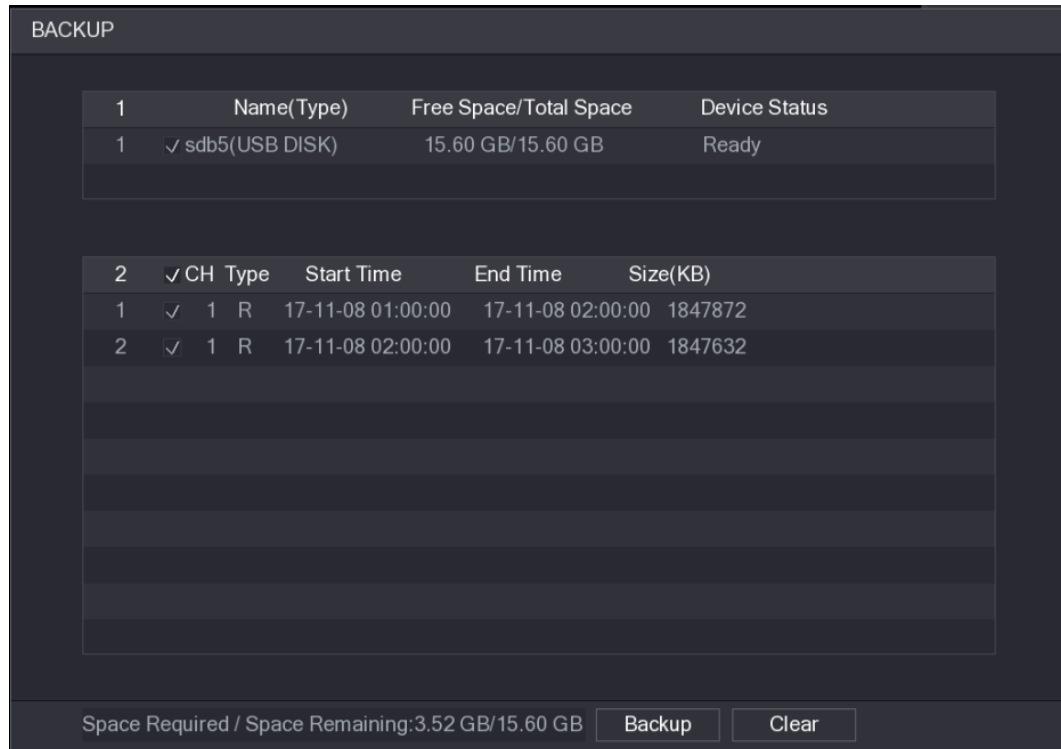 BACKUP
1 Name(Type) Free Space/Total Space Device Status
1 sdb5(USB DISK) 15.60 GB/15.60 GB Ready
2 CH Type Start Time End Time Size(KB)
1 1 R 17-11-08 01:00:00 17-11-08 02:00:00 1847872
2 1 R 17-11-08 02:00:00 17-11-08 03:00:00 1847632
Space Required / Space Remaining:3.52 GB/15.60 GB Backup Clear